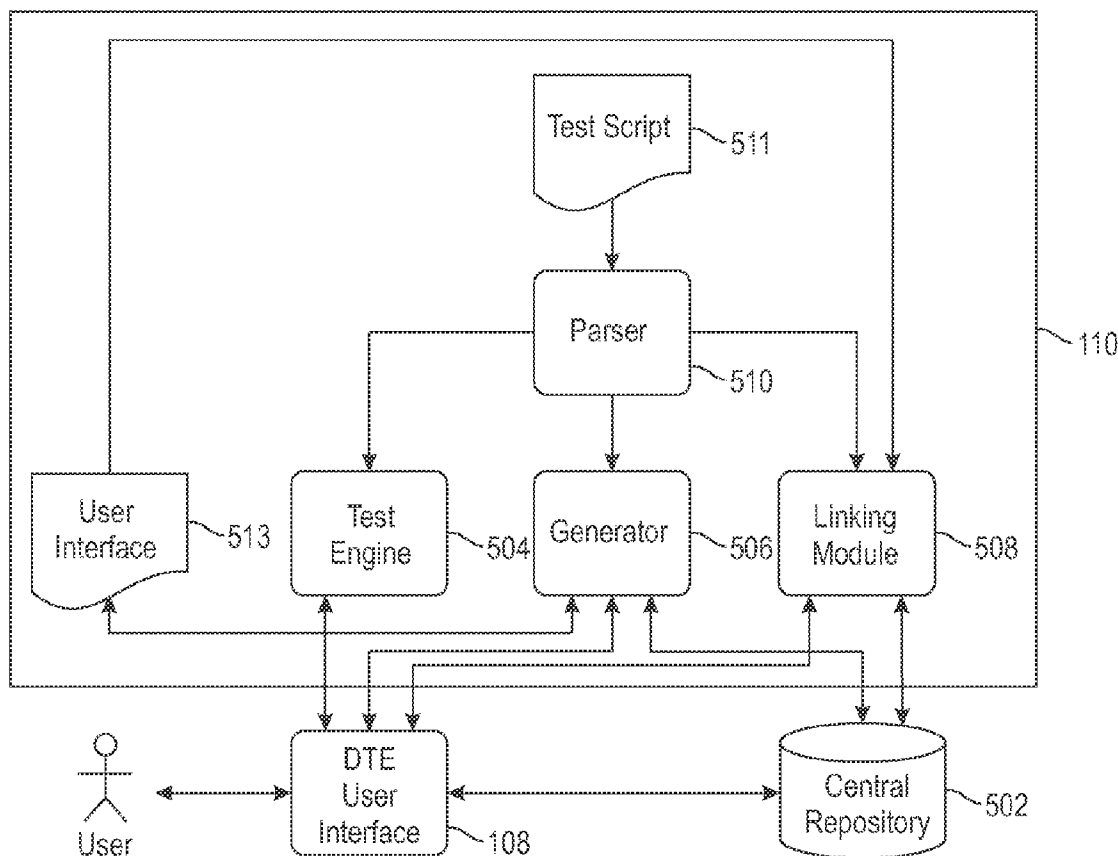 Test Script
511
Parser
510
110
User
Interface
513
Test
Engine
504
Generator
506
Linking
Module
508
User
DTE
User
Interface
108
Central
Repository
502